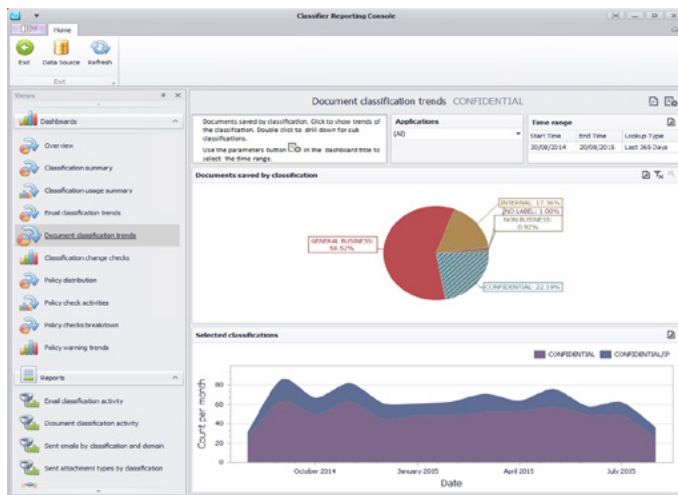 Classifier Reporting Console
Home
Exit
Data Source
Refresh
Exit
Views
Dashboards
Overview
Classification summary
Classification usage summary
Email classification trends
Document classification trends
Classification change checks
Policy distribution
Policy check activities
Policy checks breakdown
Policy warning trends
Reports
Email classification activity
Document classification activity
Sent emails by classification and domain
Sent attachment types by classification
Document classification trends CONFIDENTIAL
Documents saved by classification. Click to show trends of
the classification. Double click to drill down for sub
classifications.
Use the parameters button in the dashboard title to
select the time range.
Applications
(All)
Time range
Start Time End Time Lookup Type
20/08/2014 20/08/2015 Last 365 Days
Documents saved by classification
INTERNAL: 17.36%
(NO LABEL): 1.00%
NON BUSINESS:
0.92%
GENERAL BUSINESS:
58.52%
CONFIDENTIAL: 22.19%
Selected classifications
CONFIDENTIAL CONFIDENTIAL/IP
Count per month
80
60
40
20
0
October 2014 January 2015 April 2015 July 2015
Date